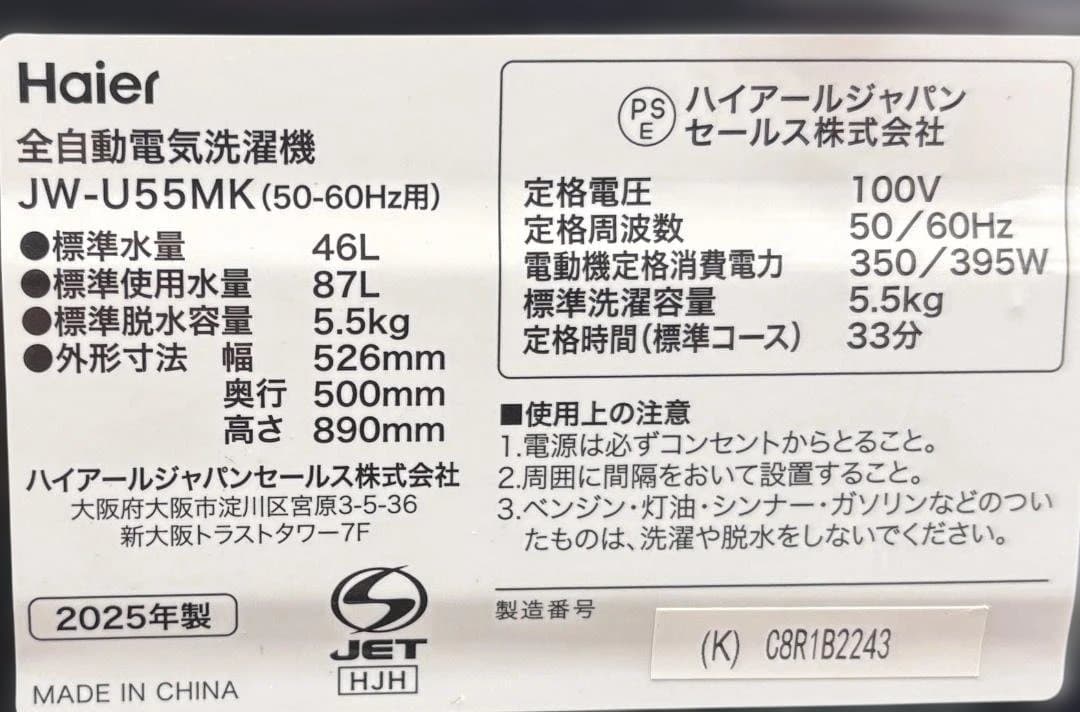 Haier
全自動電気洗濯機
JW-U55MK(50-60Hz用)
●標準水量 46L
●標準使用水量 87L
●標準脱水容量 5.5kg
●外形寸法 幅 526mm
奥行 500mm
高さ 890mm
ハイアールジャパンセールス株式会社
大阪府大阪市淀川区宮原3-5-36
新大阪トラストタワー7F
2025年製
MADE IN CHINA
JET
HJH
PS
E
ハイアールジャパン
セールス株式会社
定格電圧 100V
定格周波数 50/60Hz
電動機定格消費電力 350/395W
標準洗濯容量 5.5kg
定格時間(標準コース) 33分
■使用上の注意
1.電源は必ずコンセントからとること。
2.周囲に間隔をおいて設置すること。
3.ベンジン・灯油・シンナー・ガソリンなどのつい
たものは、洗濯や脱水をしないでください。
製造番号
(K) C8R1B2243